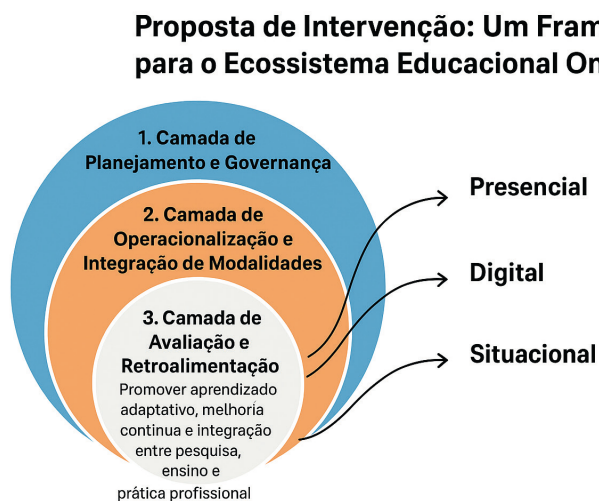 Proposta de Intervenção: Um Fram
para o Ecossistema Educacional On
1. Camada de
Planejamento e Governança
2. Camada de
Operacionalização e
Integração de Modalidades
3. Camada de
Avaliação e
Retroalimentação
Promover aprendizado
adaptativo, melhoria
continua e integração
entre pesquisa,
ensino e
prática profissional
Presencial
Digital
Situacional